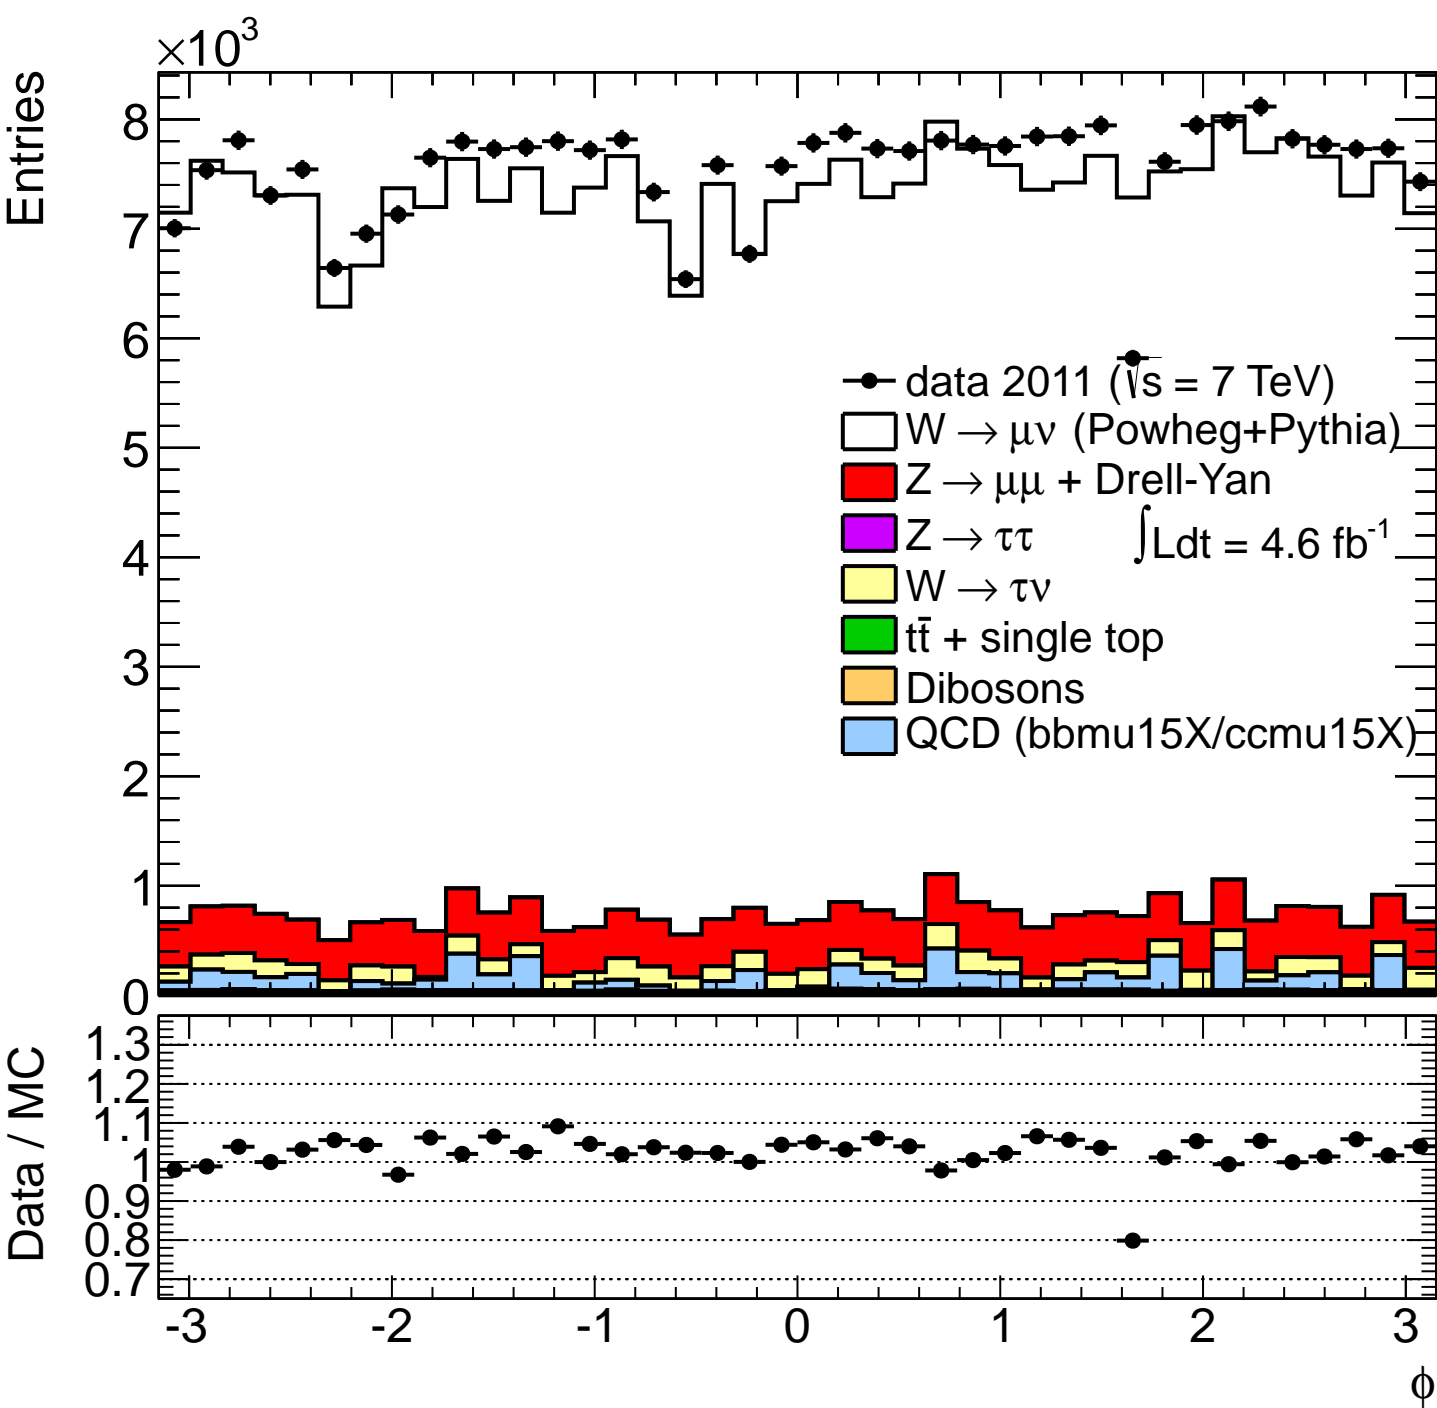 ×10³
Entries
8
7
6
5
4
3
2
1
0
data 2011 (√s = 7 TeV)
W → μν (Powheg+Pythia)
Z → μμ + Drell-Yan
Z → ττ
∫Ldt = 4.6 fb⁻¹
W → τν
tt̄ + single top
Dibosons
QCD (bbmu15X/ccmu15X)
Data / MC
1.3
1.2
1.1
1
0.9
0.8
0.7
-3 -2 -1 0 1 2 3
ϕ